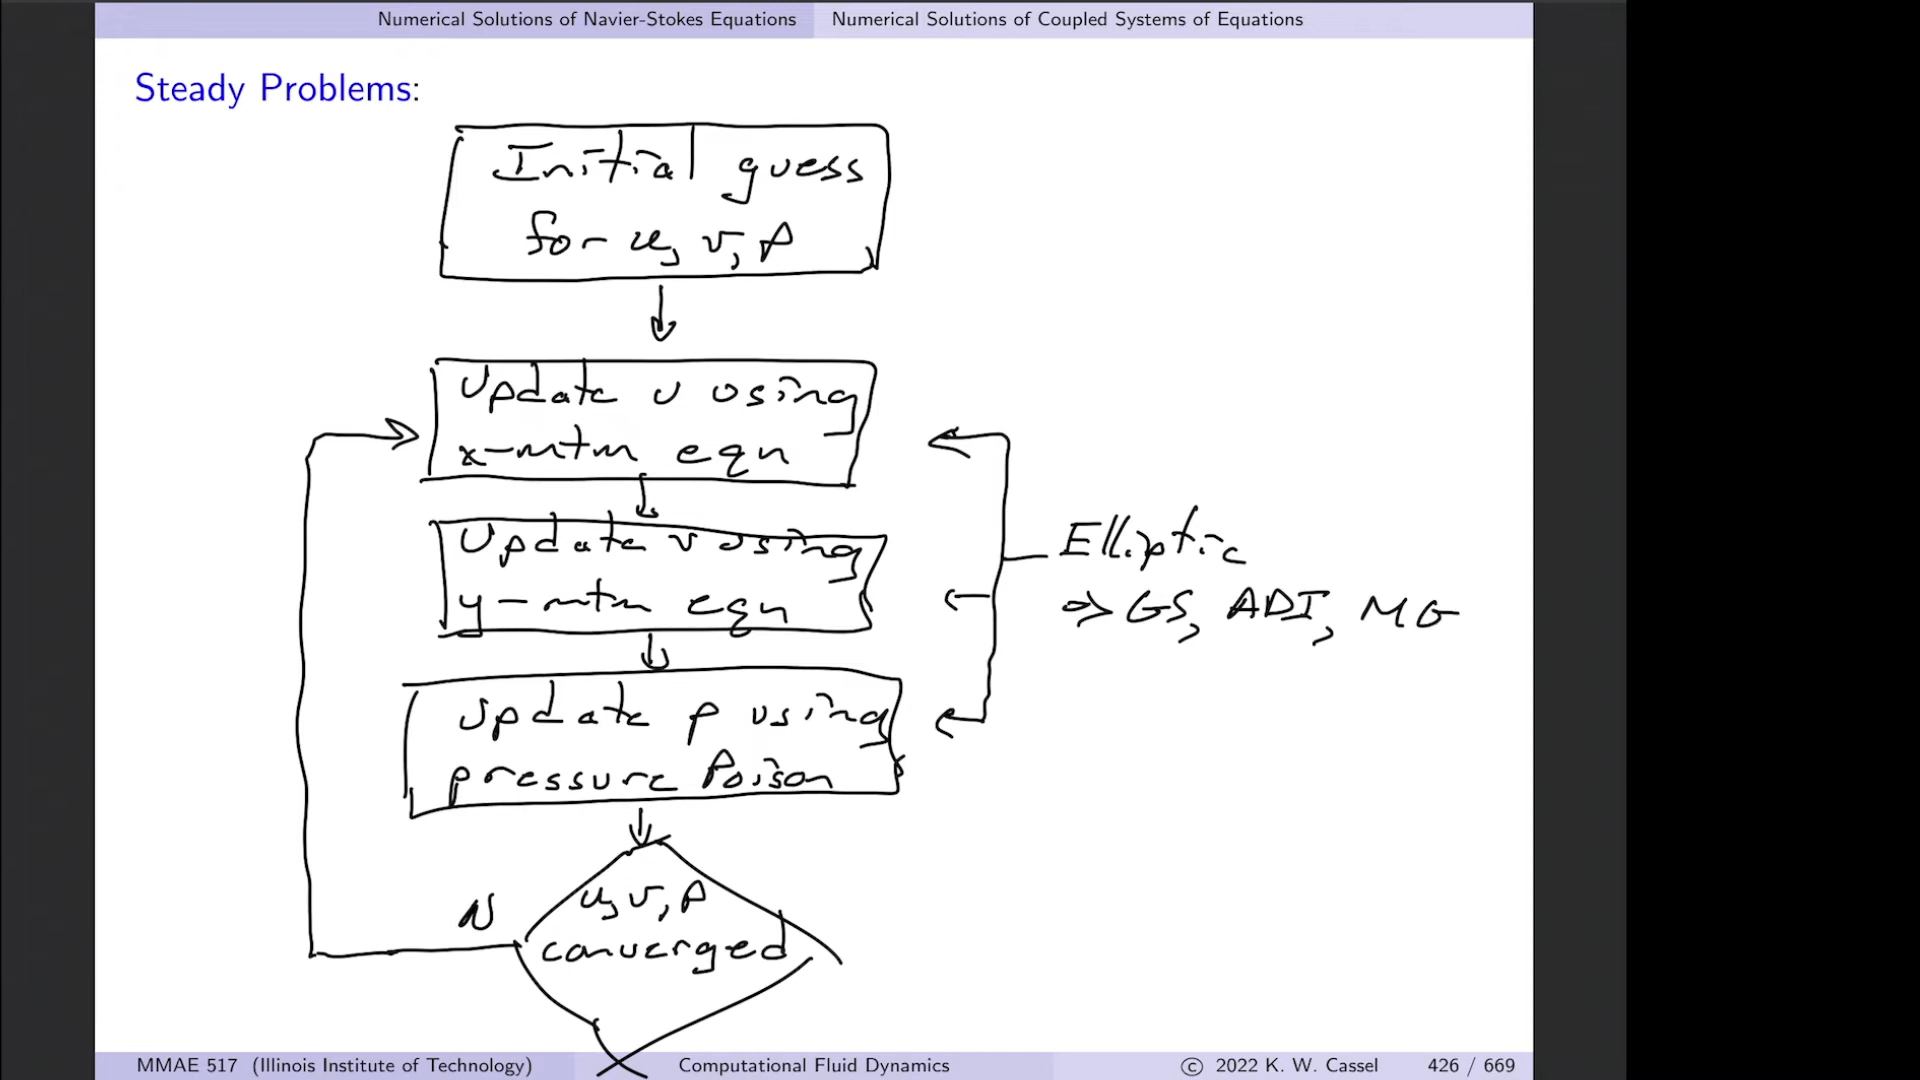 Numerical Solutions of Navier-Stokes Equations Numerical Solutions of Coupled Systems of Equations
Steady Problems:
Initial guess
for u, v, p
Update u using
x-mtm eqn
Update v using
y-mtm eqn
Update p using
pressure Poison
u, v, p
converged
N
Elliptic
⇒ GS, ADI, MG
MMAE 517 (Illinois Institute of Technology) Computational Fluid Dynamics © 2022 K. W. Cassel 426 / 669